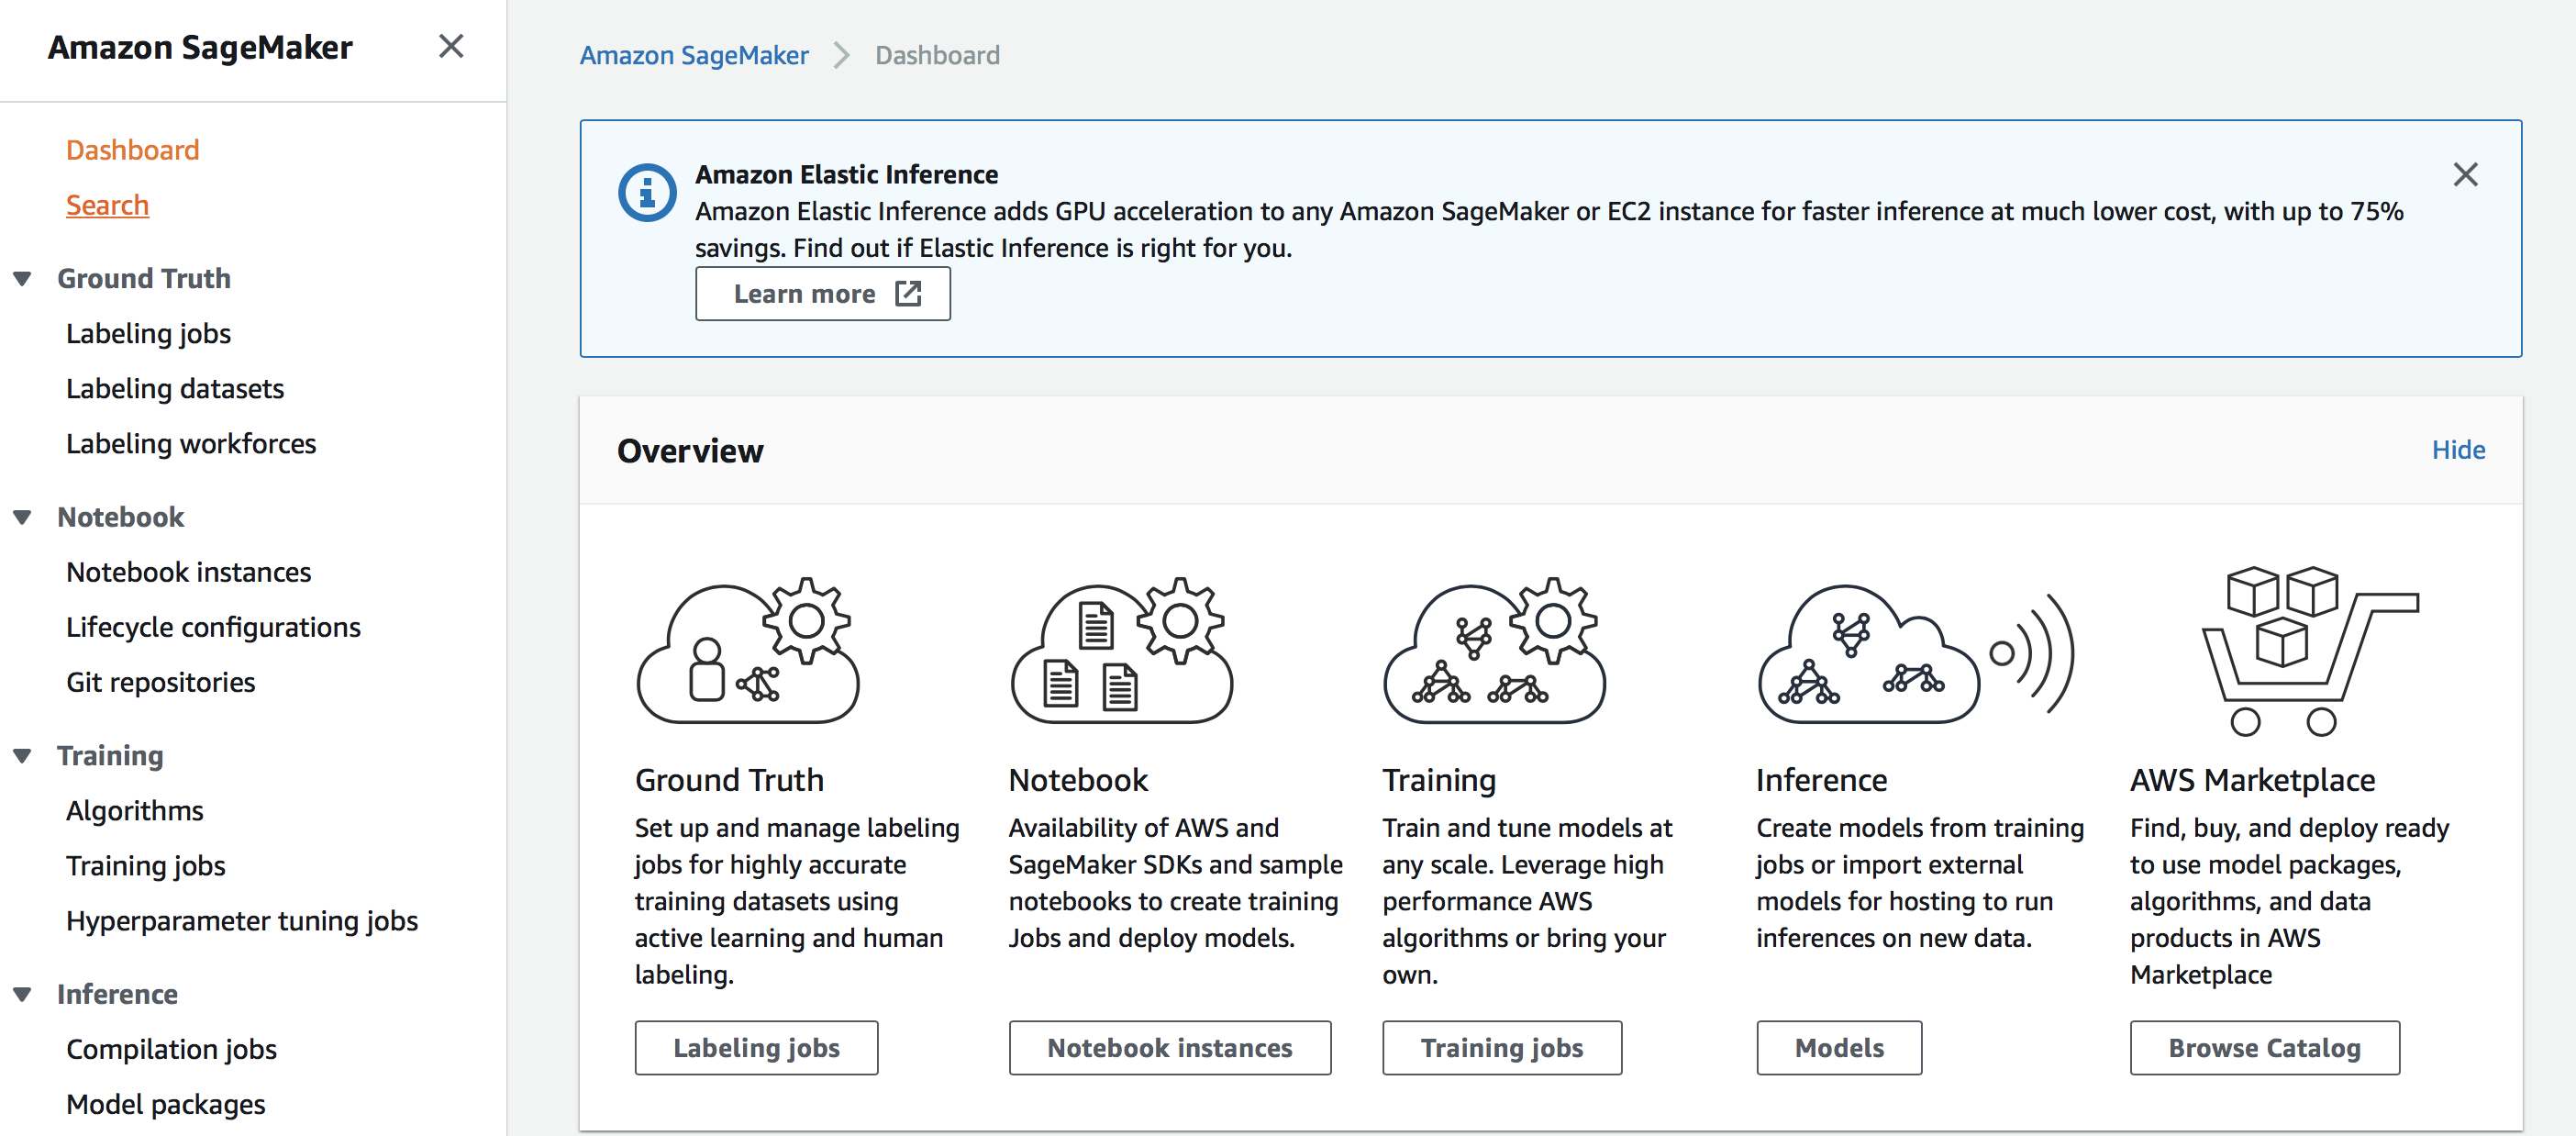 Amazon SageMaker
Dashboard
Search
Ground Truth
Labeling jobs
Labeling datasets
Labeling workforces
Notebook
Notebook instances
Lifecycle configurations
Git repositories
Training
Algorithms
Training jobs
Hyperparameter tuning jobs
Inference
Compilation jobs
Model packages
Amazon SageMaker Dashboard
Amazon Elastic Inference
Amazon Elastic Inference adds GPU acceleration to any Amazon SageMaker or EC2 instance for faster inference at much lower cost, with up to 75%
savings. Find out if Elastic Inference is right for you.
Learn more
Overview
Hide
Ground Truth
Set up and manage labeling
jobs for highly accurate
training datasets using
active learning and human
labeling.
Labeling jobs
Notebook
Availability of AWS and
SageMaker SDKs and sample
notebooks to create training
Jobs and deploy models.
Notebook instances
Training
Train and tune models at
any scale. Leverage high
performance AWS
algorithms or bring your
own.
Training jobs
Inference
Create models from training
jobs or import external
models for hosting to run
inferences on new data.
Models
AWS Marketplace
Find, buy, and deploy ready
to use model packages,
algorithms, and data
products in AWS
Marketplace
Browse Catalog